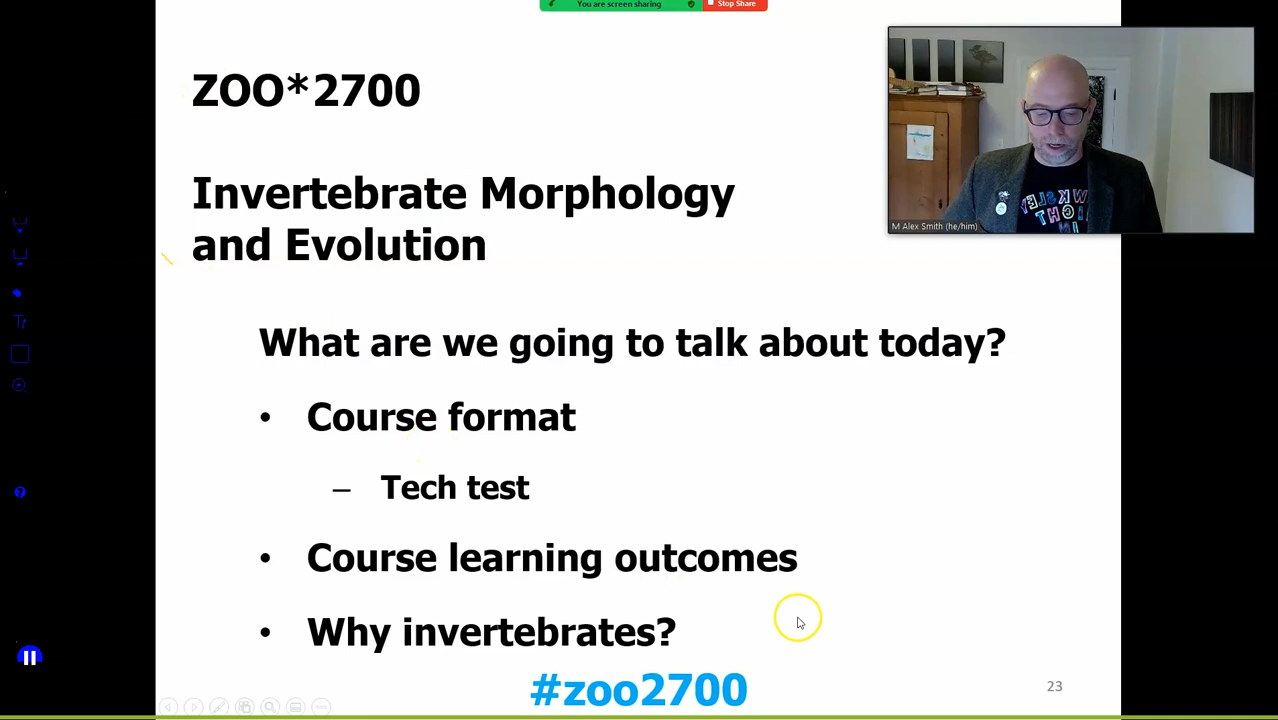 You are screen sharing
Stop Share
ZOO*2700
Invertebrate Morphology
and Evolution
M Alex Smith (he/him)
What are we going to talk about today?
• Course format
– Tech test
• Course learning outcomes
• Why invertebrates?
#zoo2700
23